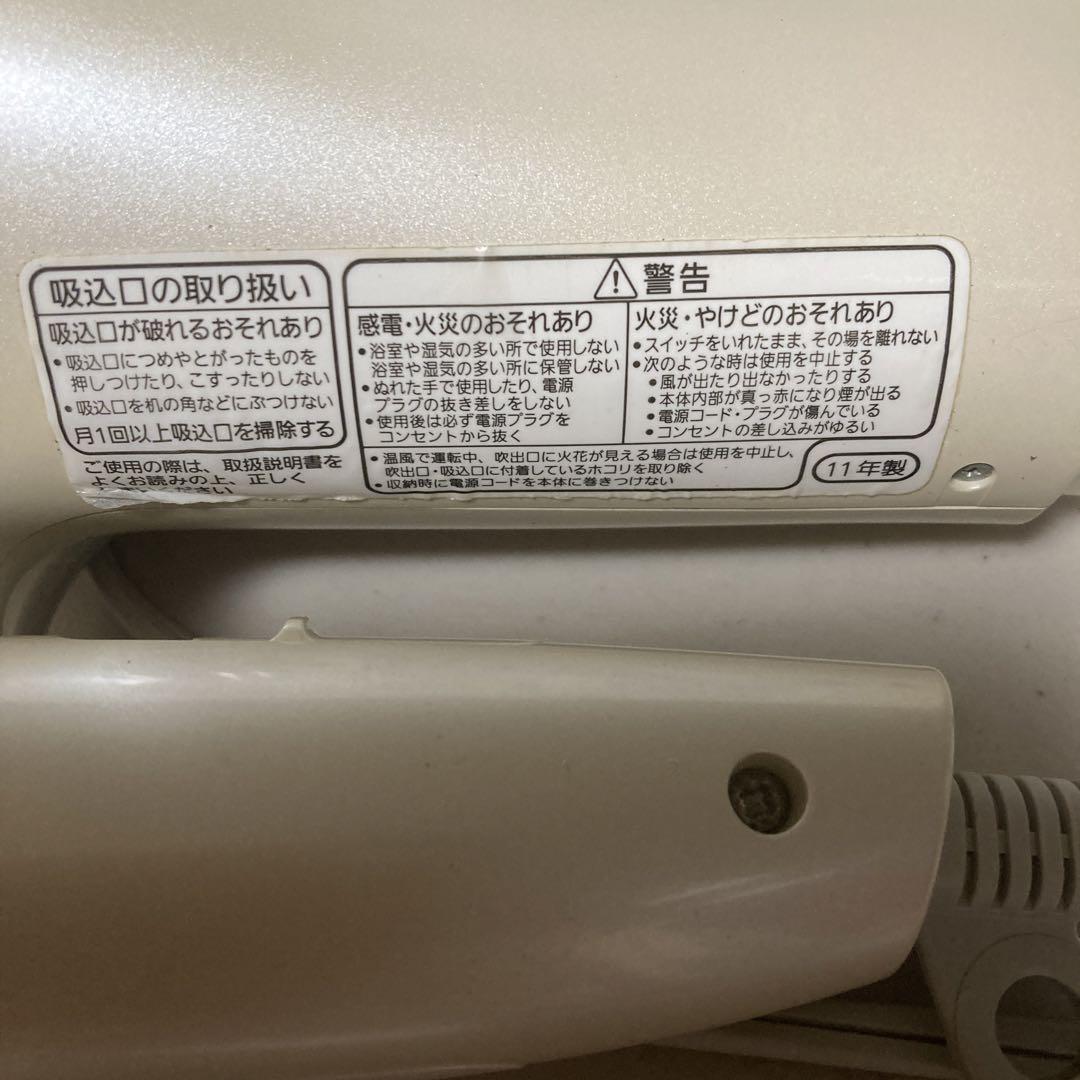 吸込口の取り扱い
吸込口が破れるおそれあり
•吸込口につめやとがったものを
押しつけたり、こすったりしない
•吸込口を机の角などにぶつけない
月1回以上吸込口を掃除する
ご使用の際は、取扱説明書を
よくお読みの上、正しく
ださい
警告
感電・火災のおそれあり
•浴室や湿気の多い所で使用しない
浴室や湿気の多い所に保管しない
•ぬれた手で使用したり、電源
プラグの抜き差しをしない
•使用後は必ず電源プラグを
コンセントから抜く
火災・やけどのおそれあり
•スイッチをいれたまま、その場を離れない
•次のような時は使用を中止する
•風が出たり出なかったりする
•本体内部が真っ赤になり煙が出る
•電源コード・プラグが傷んでいる
•コンセントの差し込みがゆるい
•温風で運転中、吹出口に火花が見える場合は使用を中止し、
吹出口・吸込口に付着しているホコリを取り除く
•収納時に電源コードを本体に巻きつけない
11年製